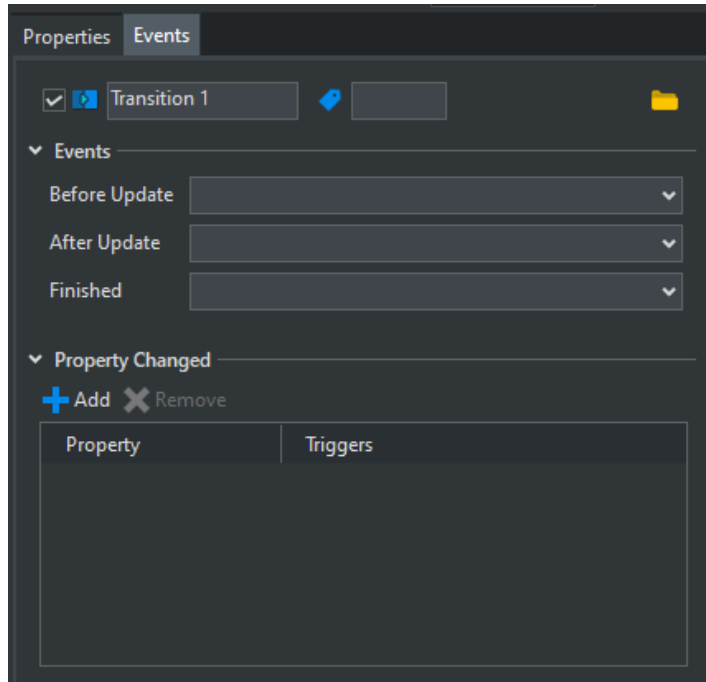 Properties Events
Transition 1
Events
Before Update
After Update
Finished
Property Changed
Add Remove
Property Triggers